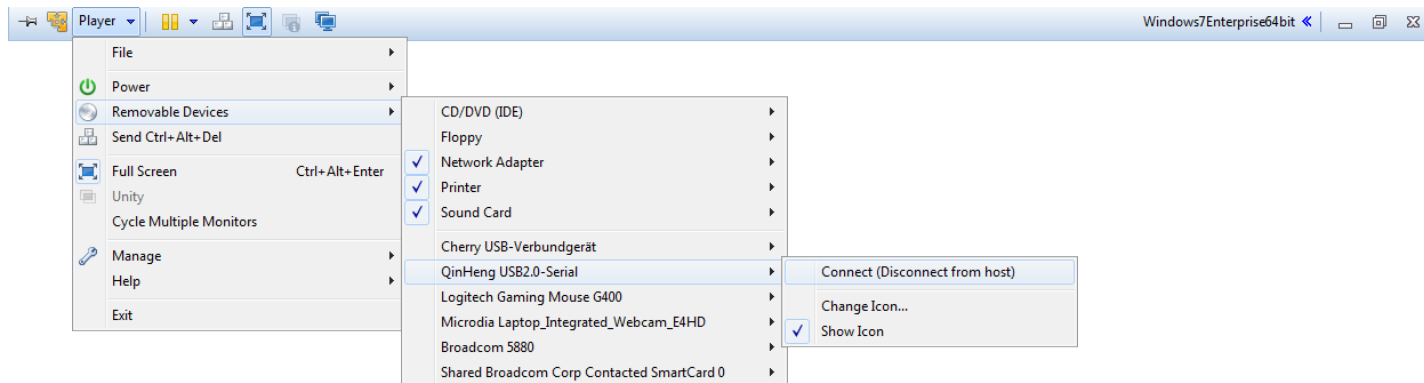 Player
Windows7Enterprise64bit
File
Power
Removable Devices
Send Ctrl+Alt+Del
Full Screen Ctrl+Alt+Enter
Unity
Cycle Multiple Monitors
Manage
Help
Exit
CD/DVD (IDE)
Floppy
Network Adapter
Printer
Sound Card
Cherry USB-Verbundgerät
QinHeng USB2.0-Serial
Logitech Gaming Mouse G400
Microdia Laptop_Integrated_Webcam_E4HD
Broadcom 5880
Shared Broadcom Corp Contacted SmartCard 0
Connect (Disconnect from host)
Change Icon...
Show Icon